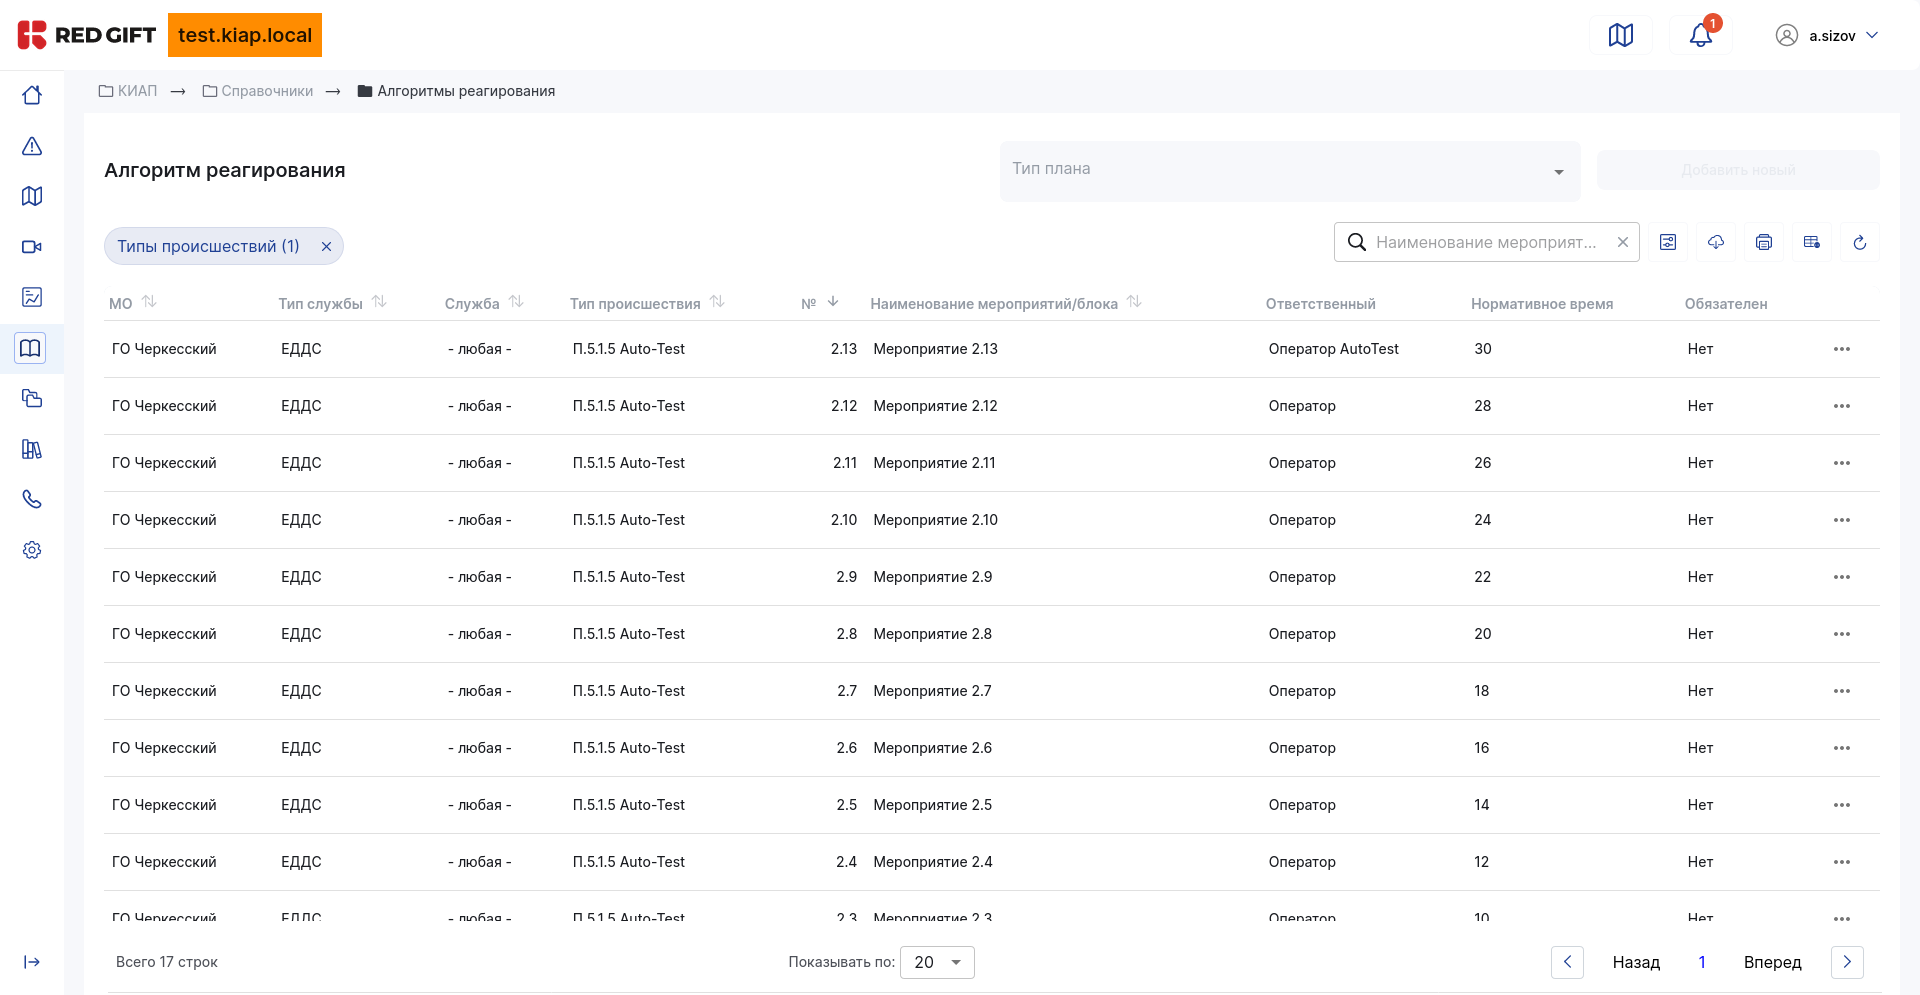 RED GIFT test.kiap.local 1 a.sizov
КИАП → Справочники → Алгоритмы реагирования
Алгоритм реагирования Тип плана Добавить новый
Типы происшествий (1) Наименование мероприят...
МО Тип службы Служба Тип происшествия № Наименование мероприятий/блока Ответственный Нормативное время Обязателен
ГО Черкесский ЕДДС - любая - П.5.1.5 Auto-Test 2.13 Мероприятие 2.13 Оператор AutoTest 30 Нет
ГО Черкесский ЕДДС - любая - П.5.1.5 Auto-Test 2.12 Мероприятие 2.12 Оператор 28 Нет
ГО Черкесский ЕДДС - любая - П.5.1.5 Auto-Test 2.11 Мероприятие 2.11 Оператор 26 Нет
ГО Черкесский ЕДДС - любая - П.5.1.5 Auto-Test 2.10 Мероприятие 2.10 Оператор 24 Нет
ГО Черкесский ЕДДС - любая - П.5.1.5 Auto-Test 2.9 Мероприятие 2.9 Оператор 22 Нет
ГО Черкесский ЕДДС - любая - П.5.1.5 Auto-Test 2.8 Мероприятие 2.8 Оператор 20 Нет
ГО Черкесский ЕДДС - любая - П.5.1.5 Auto-Test 2.7 Мероприятие 2.7 Оператор 18 Нет
ГО Черкесский ЕДДС - любая - П.5.1.5 Auto-Test 2.6 Мероприятие 2.6 Оператор 16 Нет
ГО Черкесский ЕДДС - любая - П.5.1.5 Auto-Test 2.5 Мероприятие 2.5 Оператор 14 Нет
ГО Черкесский ЕДДС - любая - П.5.1.5 Auto-Test 2.4 Мероприятие 2.4 Оператор 12 Нет
ГО Черкесский ЕДДС - любая - П.5.1.5 Auto-Test 2.3 Мероприятие 2.3 Оператор 10 Нет
Всего 17 строк Показывать по: 20 Назад 1 Вперед